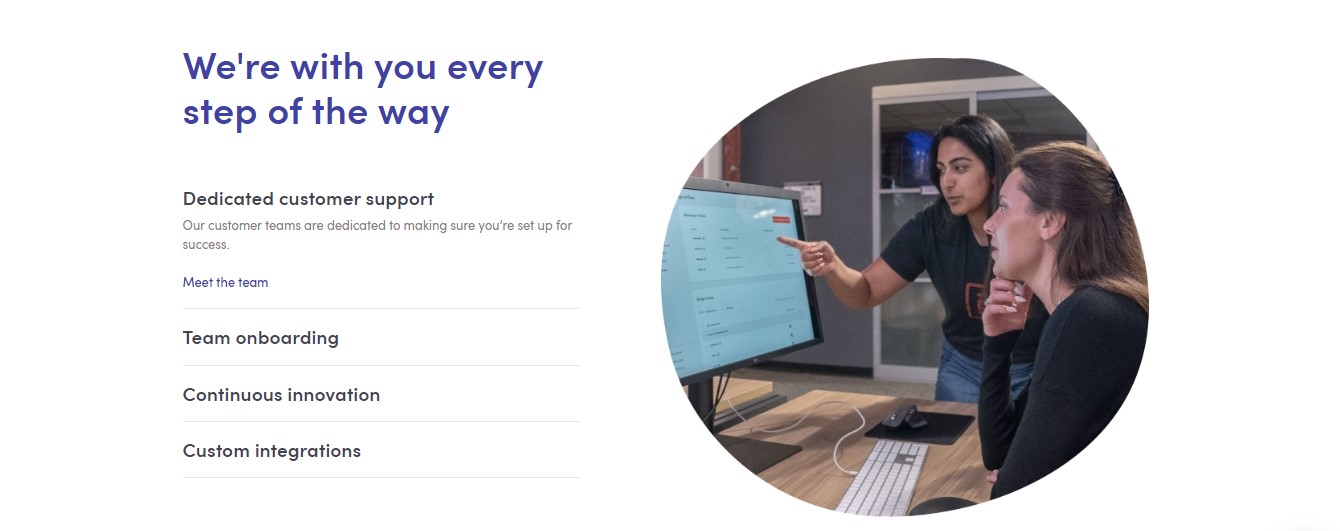 We're with you every
step of the way
Dedicated customer support
Our customer teams are dedicated to making sure you’re set up for
success.
Meet the team
Team onboarding
Continuous innovation
Custom integrations